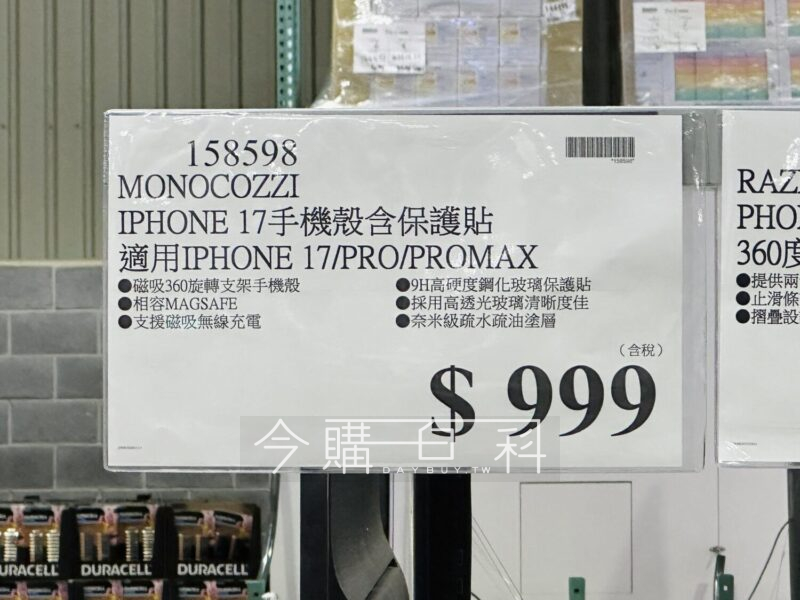 158598
*158598*
MONOCOZZI
IPHONE 17手機殼含保護貼
適用IPHONE 17/PRO/PROMAX
●磁吸360旋轉支架手機殼
●相容MAGSAFE
●支援磁吸無線充電
●9H高硬度鋼化玻璃保護貼
●採用高透光玻璃清晰度佳
●奈米級疏水疏油塗層
(含稅)
$ 999
今購百科
DAYBUY.TW
RAZ
PHO
360度
●提供兩
●止滑條
●摺疊設
DURACELL
DURACELL
DURACELL